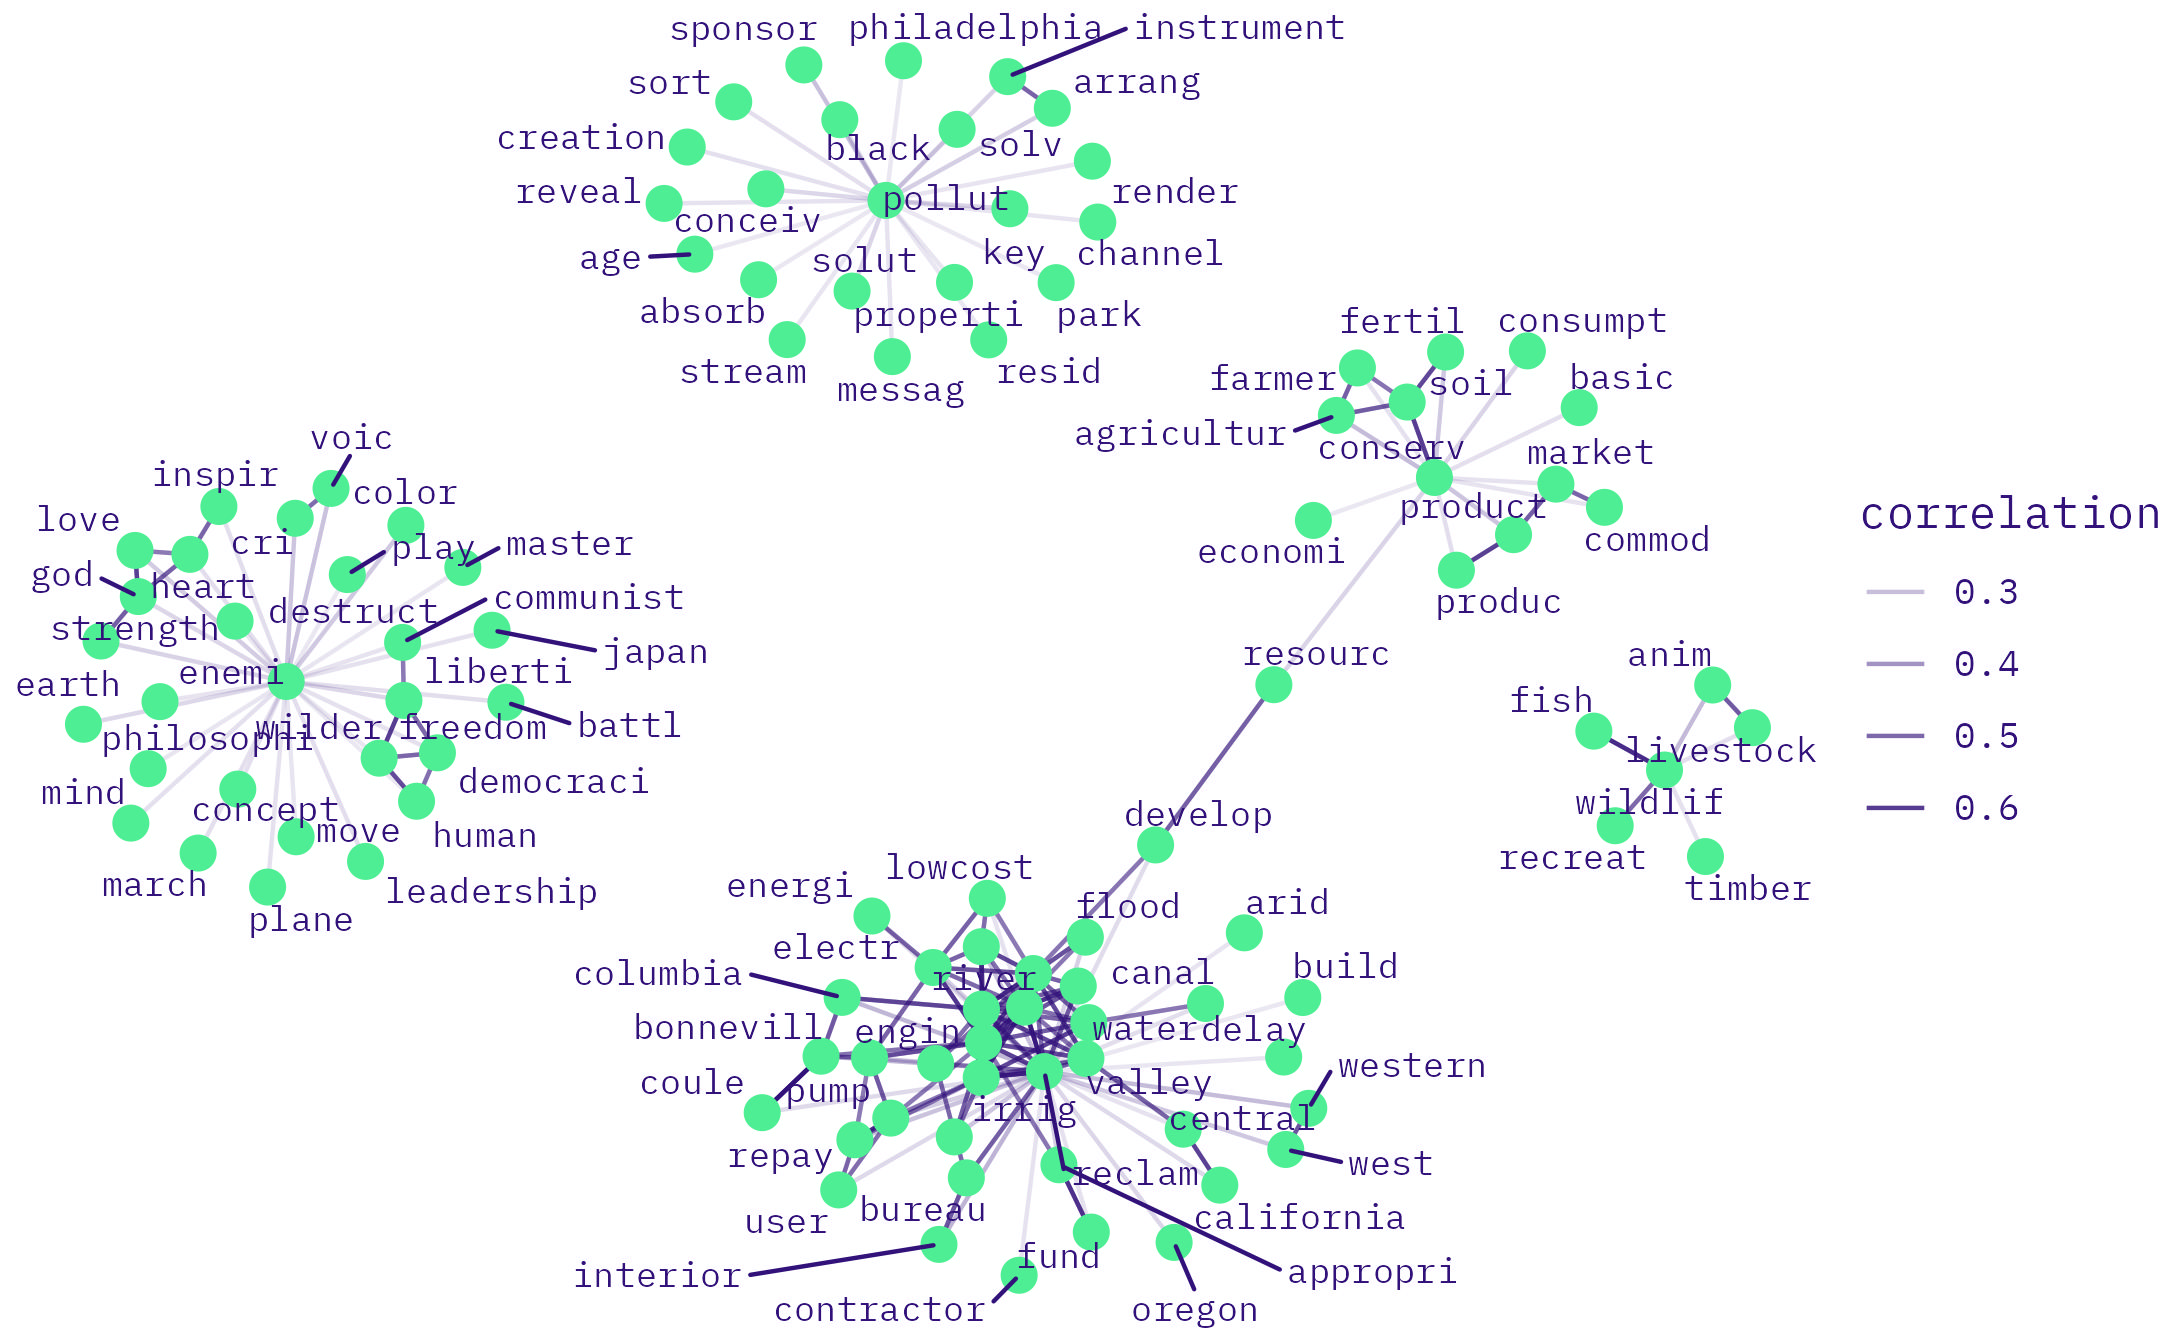 sponsor
philadelphia
instrument
sort
arrang
creation
black
solv
reveal
pollut
render
conceiv
age
solut
key
channel
absorb
properti
park
stream
messag
resid
fertil
consumpt
farmer
soil
basic
agricultur
conserv
market
product
commod
economi
produc
resourc
voic
inspir
color
love
cri
play
master
god
heart
destruct
communist
strength
japan
enemi
liberti
earth
wilder
freedom
battl
philosophi
mind
concept
move
democraci
human
march
plane
leadership
anim
fish
livestock
wildlif
recreat
timber
develop
lowcost
energi
flood
arid
electr
columbia
river
canal
build
bonnevill
engin
water
delay
coule
pump
valley
western
irrig
central
repay
reclam
west
user
bureau
california
interior
fund
appropri
contractor
oregon
correlation
0.3
0.4
0.5
0.6